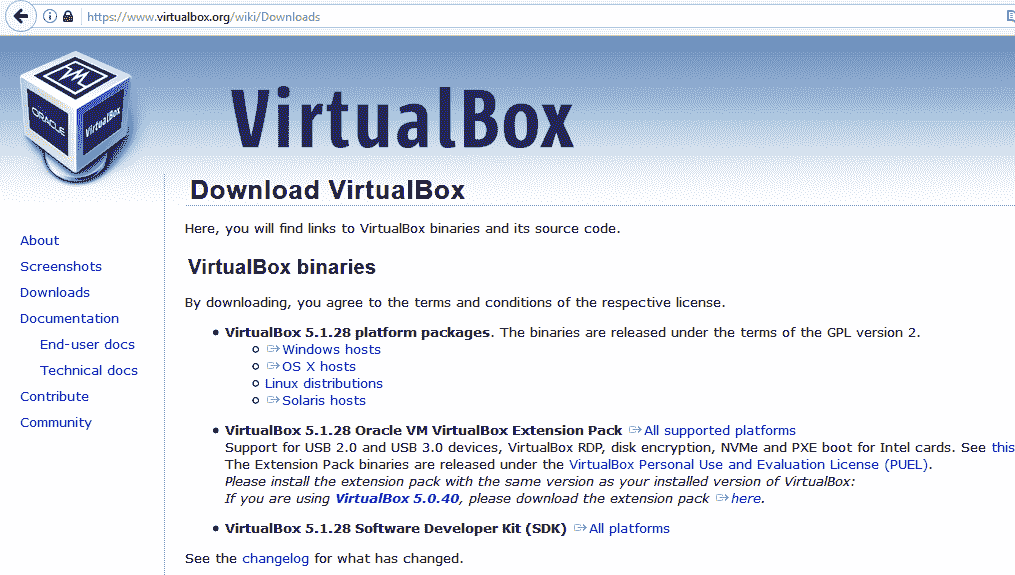 https://www.virtualbox.org/wiki/Downloads
ORACLE
VirtualBox
VirtualBox
Download VirtualBox
Here, you will find links to VirtualBox binaries and its source code.
About
Screenshots
Downloads
Documentation
End-user docs
Technical docs
Contribute
Community
VirtualBox binaries
By downloading, you agree to the terms and conditions of the respective license.
VirtualBox 5.1.28 platform packages. The binaries are released under the terms of the GPL version 2.
Windows hosts
OS X hosts
Linux distributions
Solaris hosts
VirtualBox 5.1.28 Oracle VM VirtualBox Extension Pack All supported platforms
Support for USB 2.0 and USB 3.0 devices, VirtualBox RDP, disk encryption, NVMe and PXE boot for Intel cards. See this
The Extension Pack binaries are released under the VirtualBox Personal Use and Evaluation License (PUEL).
Please install the extension pack with the same version as your installed version of VirtualBox:
If you are using VirtualBox 5.0.40, please download the extension pack here.
VirtualBox 5.1.28 Software Developer Kit (SDK) All platforms
See the changelog for what has changed.